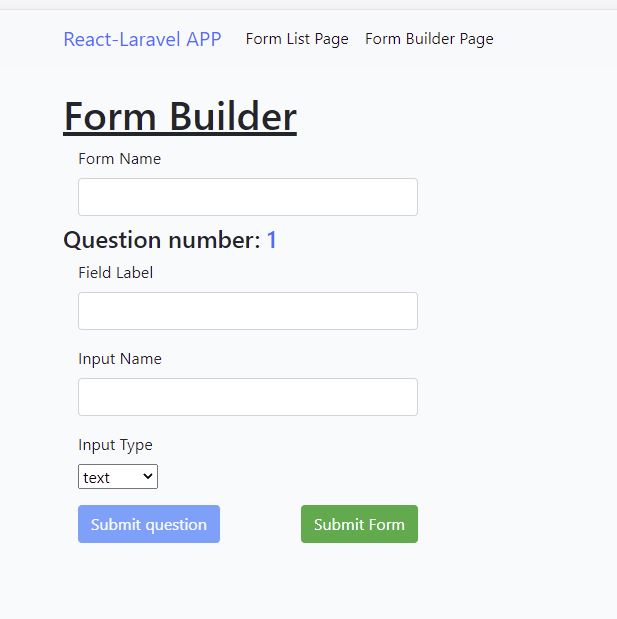 React-Laravel APP Form List Page Form Builder Page
Form Builder
Form Name
Question number: 1
Field Label
Input Name
Input Type
text
Submit question Submit Form